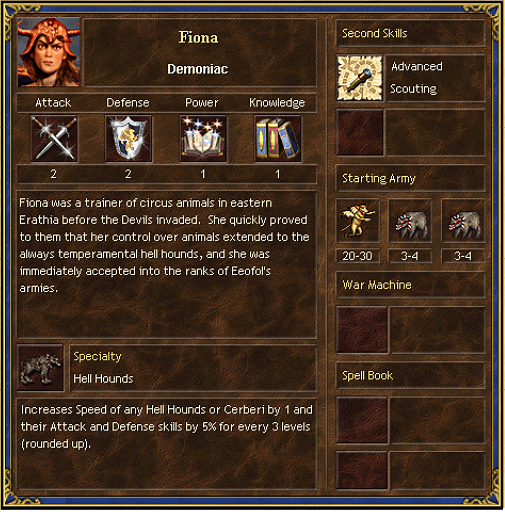 Fiona
Demoniac
Attack Defense Power Knowledge
2 2 1 1
Fiona was a trainer of circus animals in eastern
Erathia before the Devils invaded. She quickly proved
to them that her control over animals extended to the
always temperamental hell hounds, and she was
immediately accepted into the ranks of Eeofol's
armies.
Specialty
Hell Hounds
Increases Speed of any Hell Hounds or Cerberi by 1 and
their Attack and Defense skills by 5% for every 3 levels
(rounded up).
Second Skills
Advanced
Scouting
Starting Army
20-30 3-4 3-4
War Machine
Spell Book